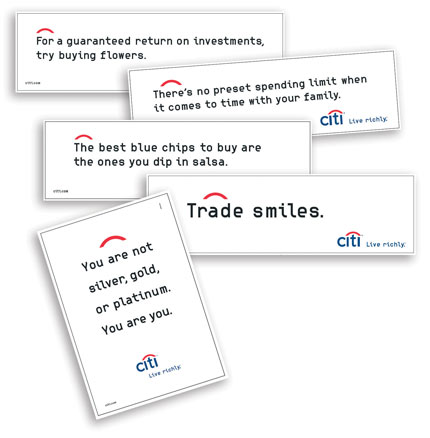 For a guaranteed return on investments,
try buying flowers.
citi.com
There's no preset spending limit when
it comes to time with your family.
citi Live richly.
The best blue chips to buy are
the ones you dip in salsa.
citi.com
Trade smiles.
citi Live richly.
You are not
silver, gold,
or platinum.
You are you.
citi
Live richly.
citi.com